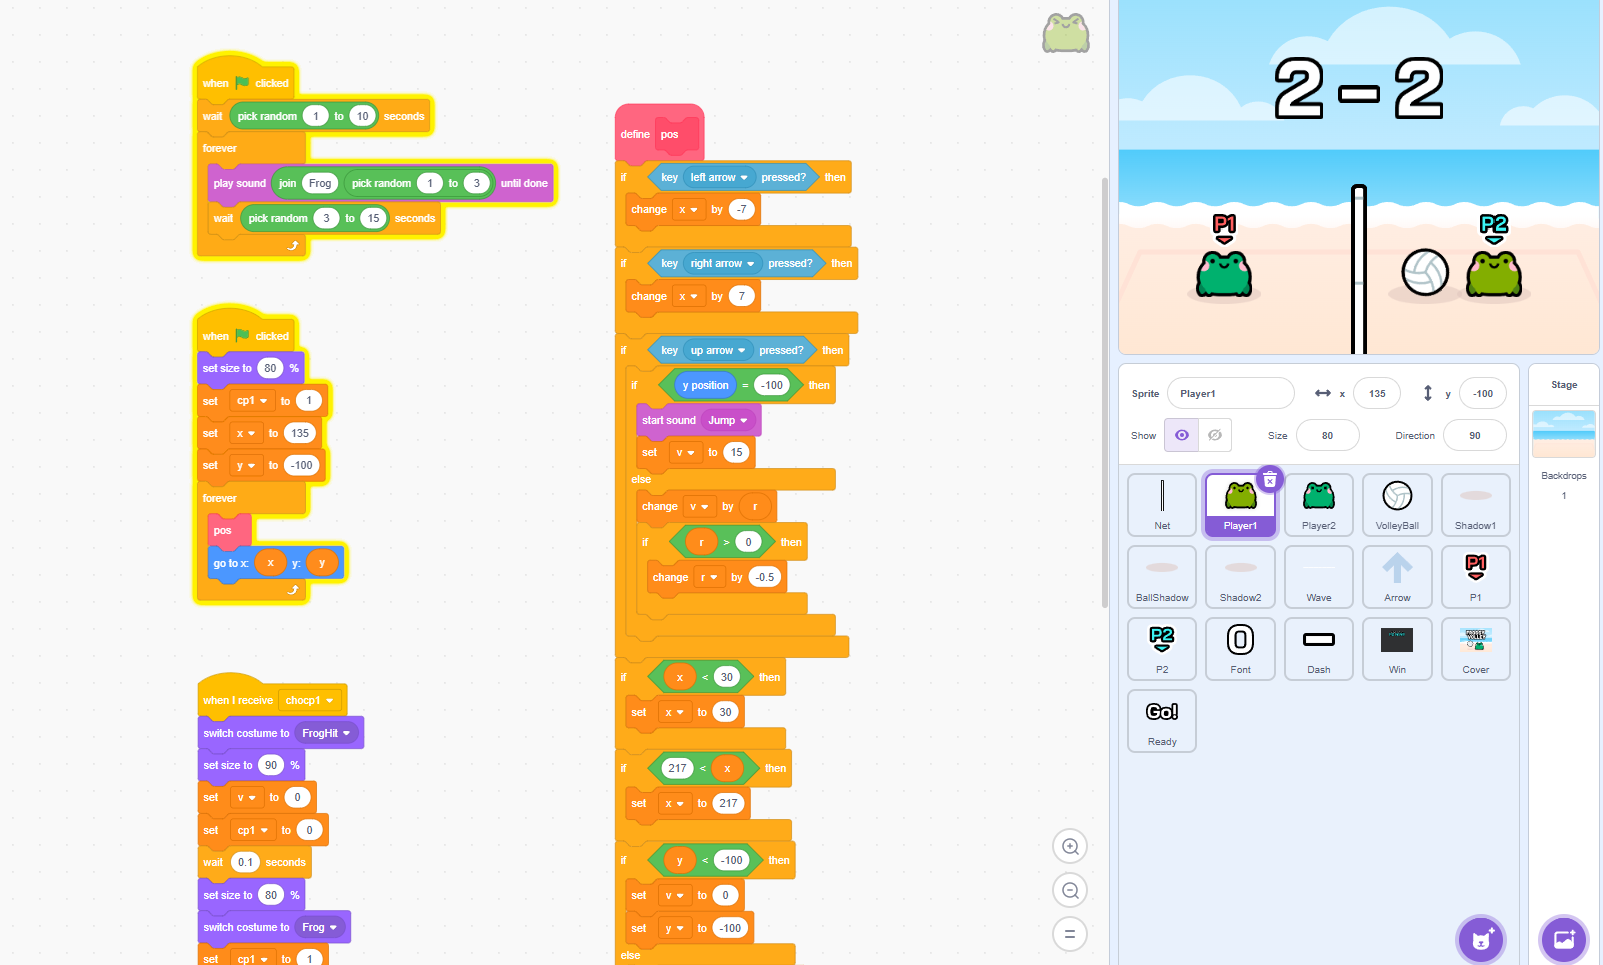 when clicked
wait pick random 1 to 10 seconds
forever
play sound join Frog pick random 1 to 3 until done
wait pick random 3 to 15 seconds
when clicked
set size to 80 %
set cp1 to 1
set x to 135
set y to -100
forever
pos
go to x: x y: y
when I receive chocp1
switch costume to FrogHit
set size to 90 %
set v to 0
set cp1 to 0
wait 0.1 seconds
set size to 80 %
switch costume to Frog
set cp1 to 1
define pos
if key left arrow pressed? then
change x by -7
if key right arrow pressed? then
change x by 7
if key up arrow pressed? then
if y position = -100 then
start sound Jump
set v to 15
else
change v by r
if r > 0 then
change r by -0.5
if x < 30 then
set x to 30
if 217 < x then
set x to 217
if y < -100 then
set v to 0
set y to -100
else
2 - 2
P1
P2
Sprite Player1 x 135 y -100
Show Size 80 Direction 90
Net Player1 Player2 VolleyBall Shadow1
BallShadow Shadow2 Wave Arrow P1
P1
P2
P2 Font Dash Win Cover
0
Go!
Ready
Stage
Backdrops
1